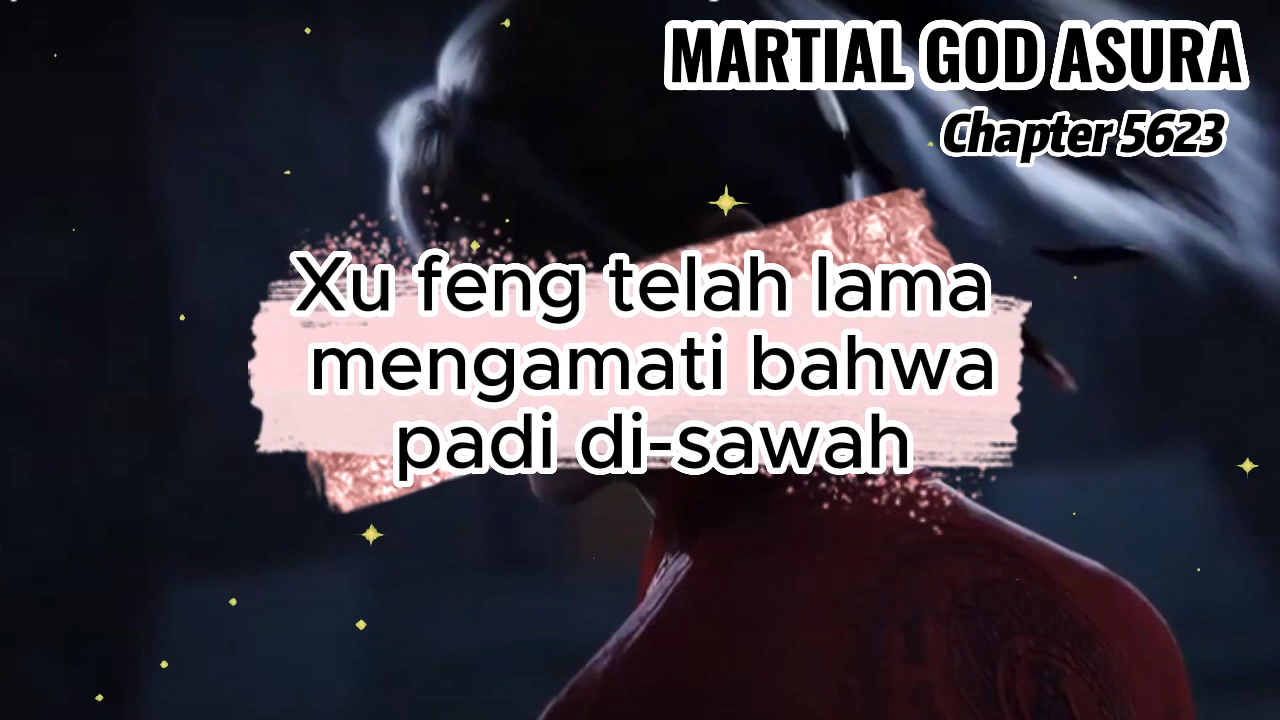 MARTIAL GOD ASURA
Chapter 5623
Xu feng telah lama
mengamati bahwa
padi di-sawah